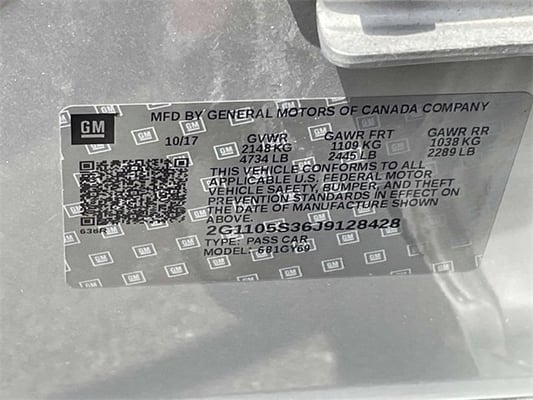 GM
MFD BY GENERAL MOTORS OF CANADA COMPANY
10/17 GVWR GAWR FRT GAWR RR
2148 KG 1109 KG 1038 KG
4734 LB 2445 LB 2289 LB
THIS VEHICLE CONFORMS TO ALL
APPLICABLE U.S. FEDERAL MOTOR
VEHICLE SAFETY, BUMPER, AND THEFT
PREVENTION STANDARDS IN EFFECT ON
THE DATE OF MANUFACTURE SHOWN
ABOVE.
2G1105S36J9128428
TYPE: PASS CAR
MODEL: